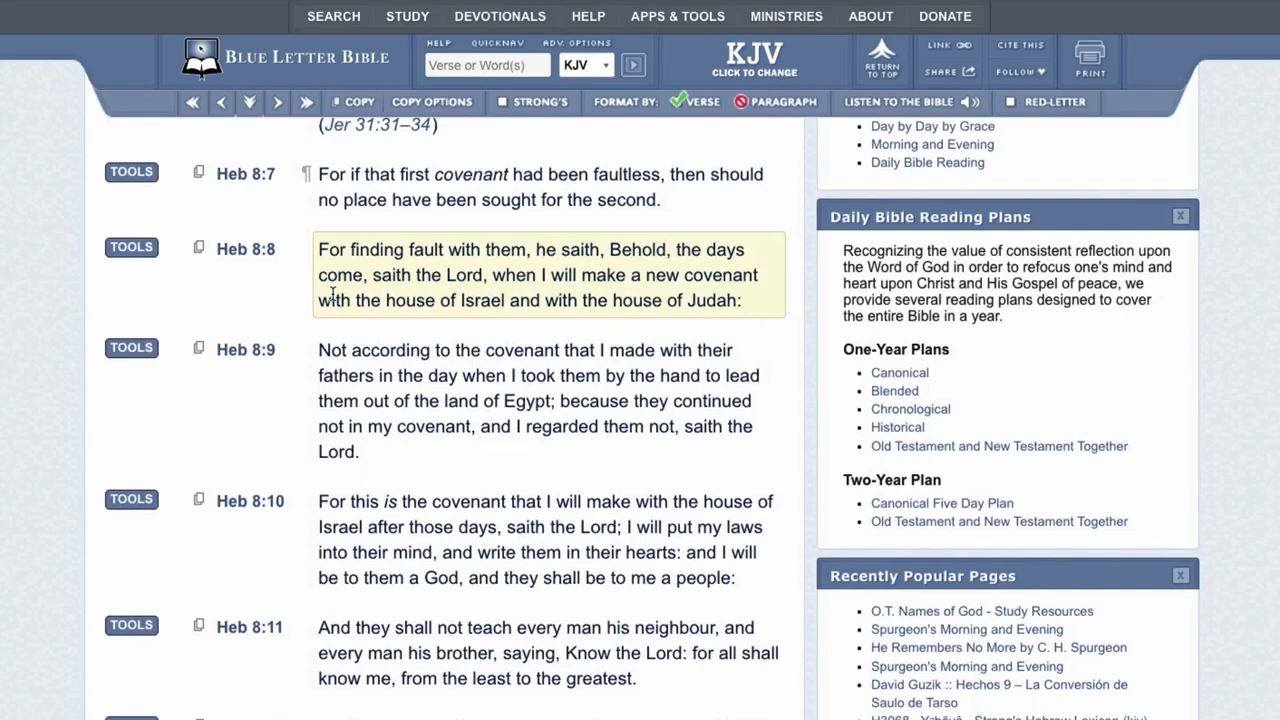 SEARCH STUDY DEVOTIONALS HELP APPS & TOOLS MINISTRIES ABOUT DONATE
BLUE LETTER BIBLE
HELP QUICKNAV ADV. OPTIONS
Verse or Word(s) KJV
KJV
CLICK TO CHANGE
RETURN
TO TOP
LINK CITE THIS
SHARE FOLLOW
PRINT
COPY COPY OPTIONS STRONG'S FORMAT BY: VERSE PARAGRAPH LISTEN TO THE BIBLE RED-LETTER
(Jer 31:31–34)
TOOLS Heb 8:7 ¶ For if that first covenant had been faultless, then should
no place have been sought for the second.
TOOLS Heb 8:8 For finding fault with them, he saith, Behold, the days
come, saith the Lord, when I will make a new covenant
with the house of Israel and with the house of Judah:
TOOLS Heb 8:9 Not according to the covenant that I made with their
fathers in the day when I took them by the hand to lead
them out of the land of Egypt; because they continued
not in my covenant, and I regarded them not, saith the
Lord.
TOOLS Heb 8:10 For this is the covenant that I will make with the house of
Israel after those days, saith the Lord; I will put my laws
into their mind, and write them in their hearts: and I will
be to them a God, and they shall be to me a people:
TOOLS Heb 8:11 And they shall not teach every man his neighbour, and
every man his brother, saying, Know the Lord: for all shall
know me, from the least to the greatest.
Day by Day by Grace
Morning and Evening
Daily Bible Reading
Daily Bible Reading Plans
Recognizing the value of consistent reflection upon
the Word of God in order to refocus one's mind and
heart upon Christ and His Gospel of peace, we
provide several reading plans designed to cover
the entire Bible in a year.
One-Year Plans
Canonical
Blended
Chronological
Historical
Old Testament and New Testament Together
Two-Year Plan
Canonical Five Day Plan
Old Testament and New Testament Together
Recently Popular Pages
O.T. Names of God - Study Resources
Spurgeon's Morning and Evening
He Remembers No More by C. H. Spurgeon
Spurgeon's Morning and Evening
David Guzik :: Hechos 9 – La Conversión de
Saulo de Tarso